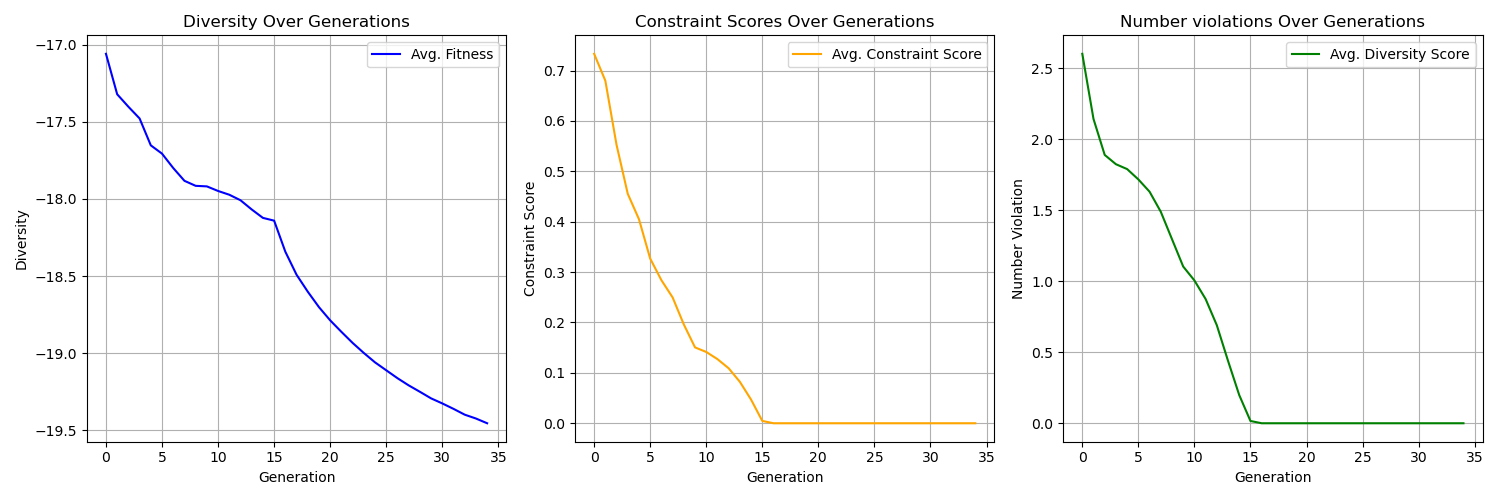 Diversity Over Generations
Avg. Fitness
Diversity
−17.0
−17.5
−18.0
−18.5
−19.0
−19.5
0 5 10 15 20 25 30 35
Generation
Constraint Scores Over Generations
Avg. Constraint Score
Constraint Score
0.7
0.6
0.5
0.4
0.3
0.2
0.1
0.0
0 5 10 15 20 25 30 35
Generation
Number violations Over Generations
Avg. Diversity Score
Number Violation
2.5
2.0
1.5
1.0
0.5
0.0
0 5 10 15 20 25 30 35
Generation